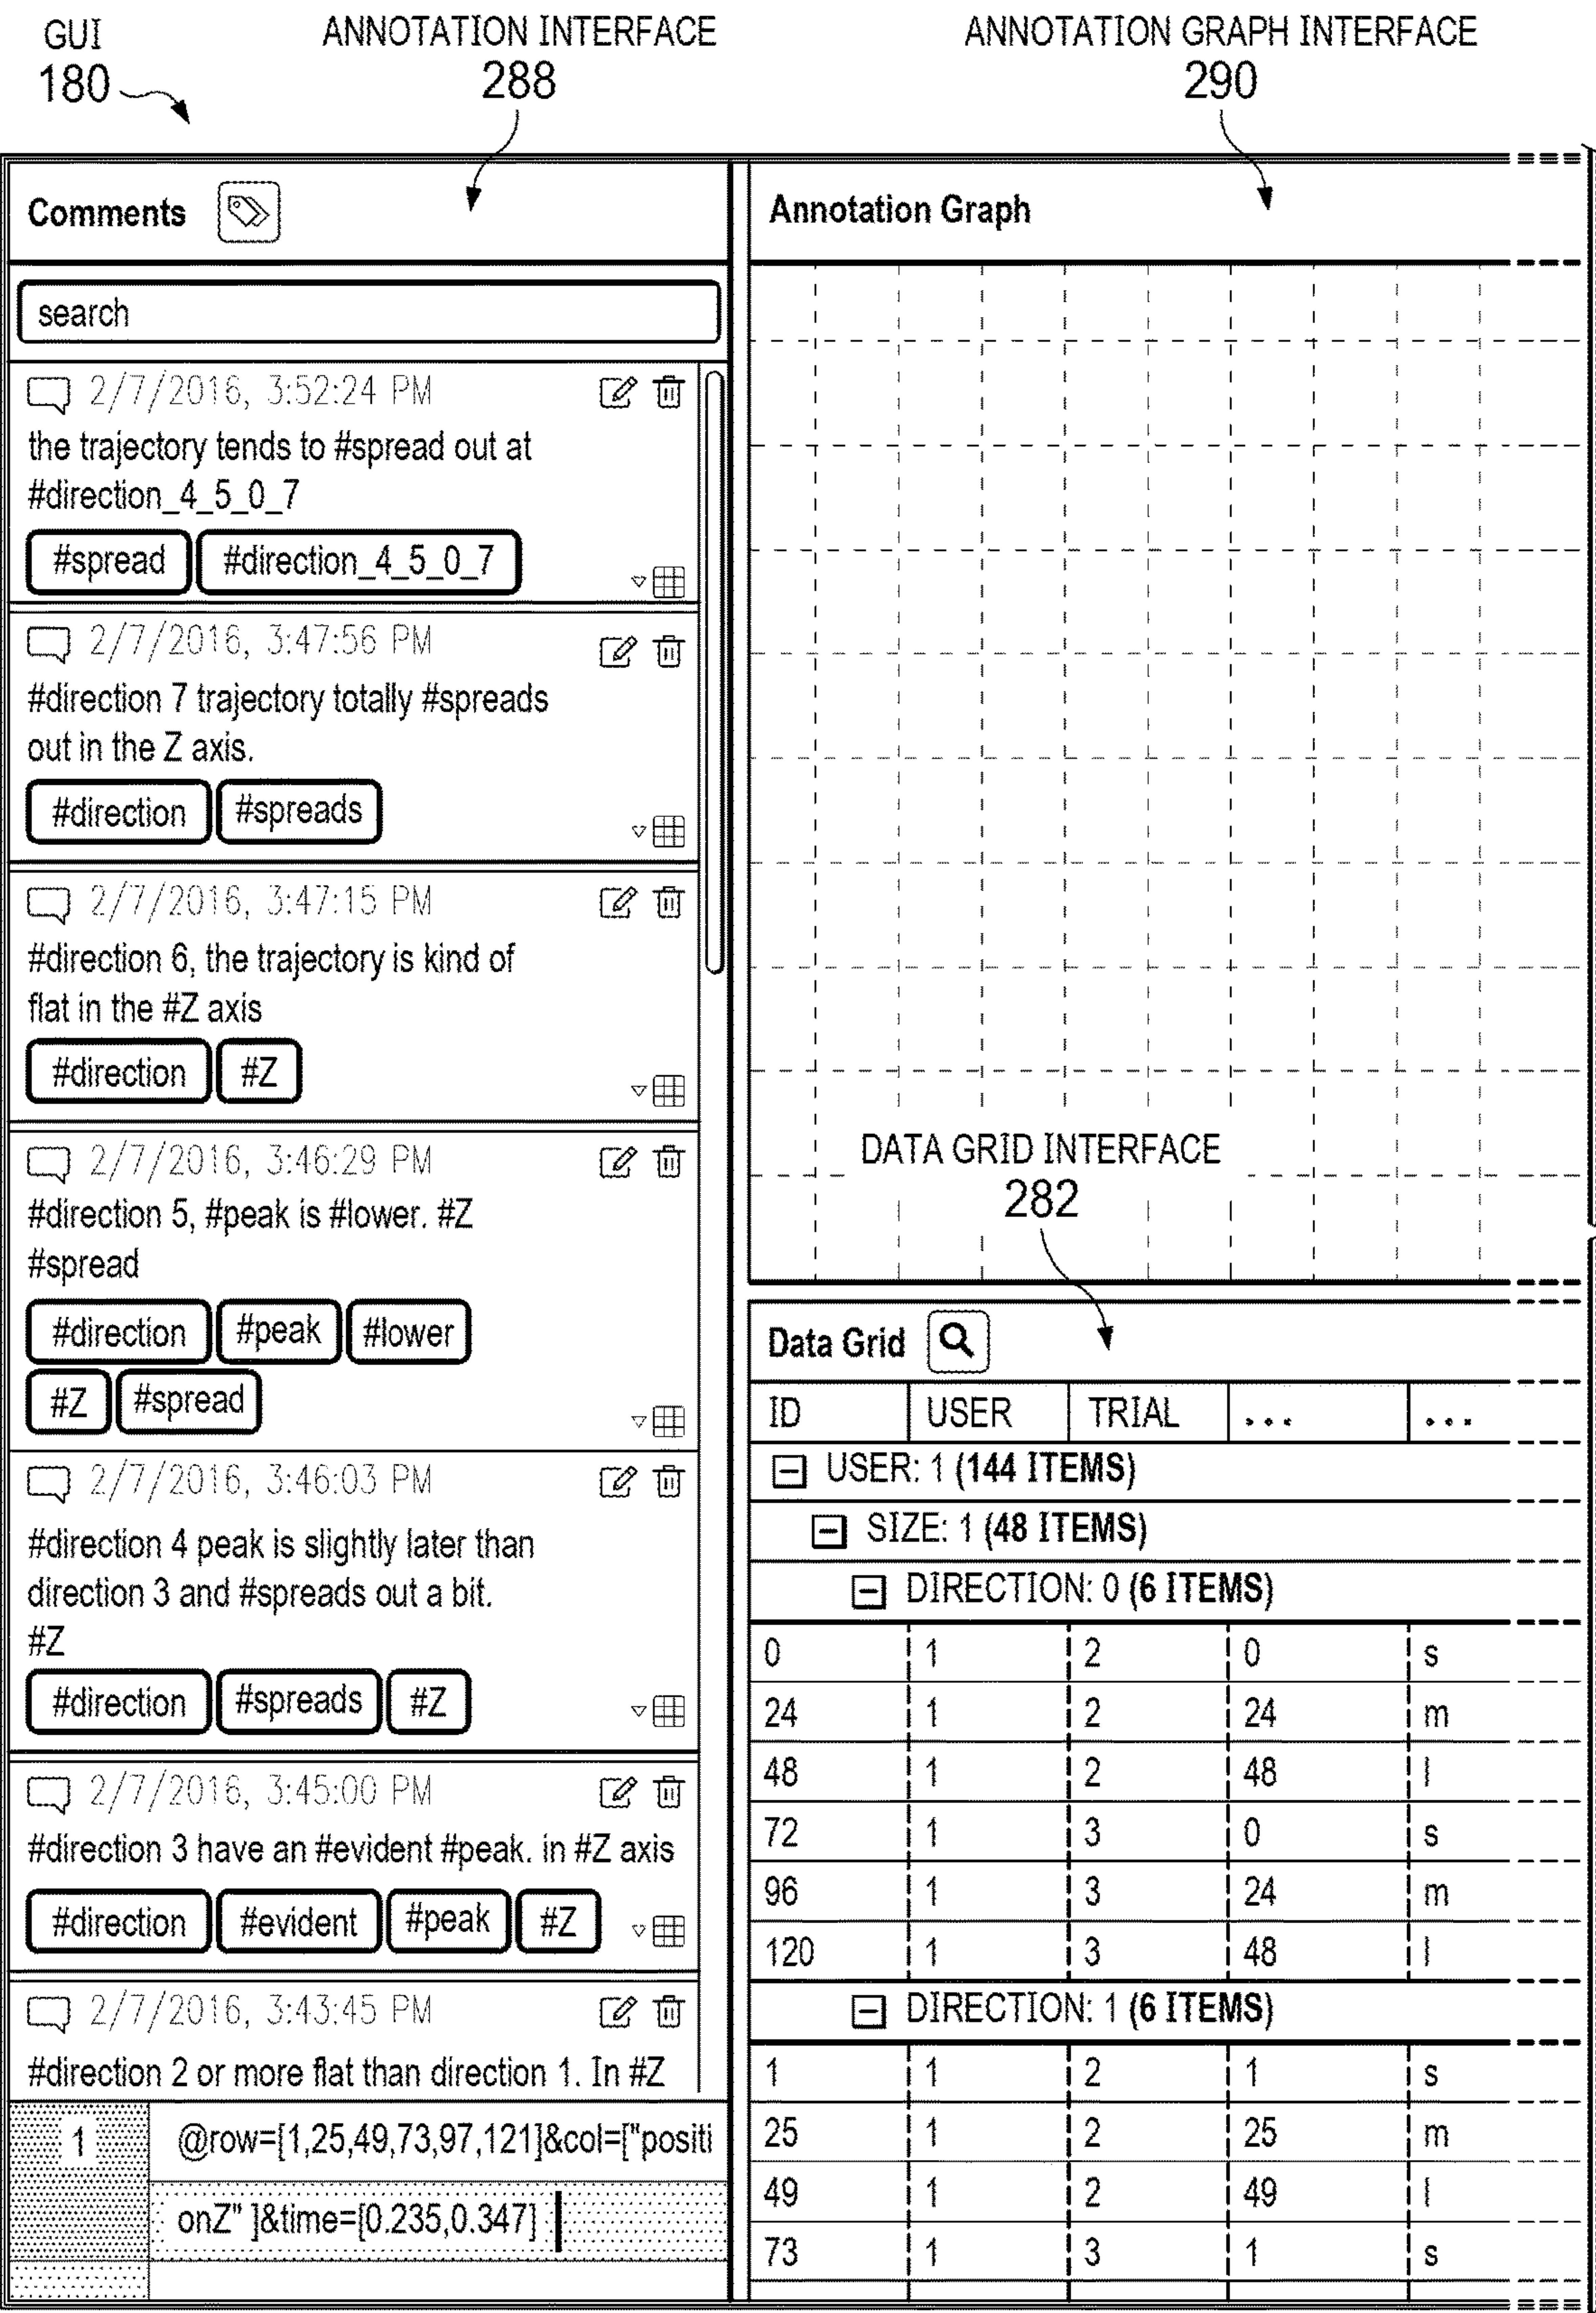 GUI
180
ANNOTATION INTERFACE
288
ANNOTATION GRAPH INTERFACE
290
Comments
search
2/7/2016, 3:52:24 PM
the trajectory tends to #spread out at
#direction_4_5_0_7
#spread #direction_4_5_0_7
2/7/2016, 3:47:56 PM
#direction 7 trajectory totally #spreads
out in the Z axis.
#direction #spreads
2/7/2016, 3:47:15 PM
#direction 6, the trajectory is kind of
flat in the #Z axis
#direction #Z
2/7/2016, 3:46:29 PM
#direction 5, #peak is #lower. #Z
#spread
#direction #peak #lower
#Z #spread
2/7/2016, 3:46:03 PM
#direction 4 peak is slightly later than
direction 3 and #spreads out a bit.
#Z
#direction #spreads #Z
2/7/2016, 3:45:00 PM
#direction 3 have an #evident #peak. in #Z axis
#direction #evident #peak #Z
2/7/2016, 3:43:45 PM
#direction 2 or more flat than direction 1. In #Z
1 @row=[1,25,49,73,97,121]&col=["positi
onZ" ]&time=[0.235,0.347]
Annotation Graph
DATA GRID INTERFACE
282
Data Grid
ID USER TRIAL ... ...
USER: 1 (144 ITEMS)
SIZE: 1 (48 ITEMS)
DIRECTION: 0 (6 ITEMS)
0 1 2 0 s
24 1 2 24 m
48 1 2 48 l
72 1 3 0 s
96 1 3 24 m
120 1 3 48 l
DIRECTION: 1 (6 ITEMS)
1 1 2 1 s
25 1 2 25 m
49 1 2 49 l
73 1 3 1 s